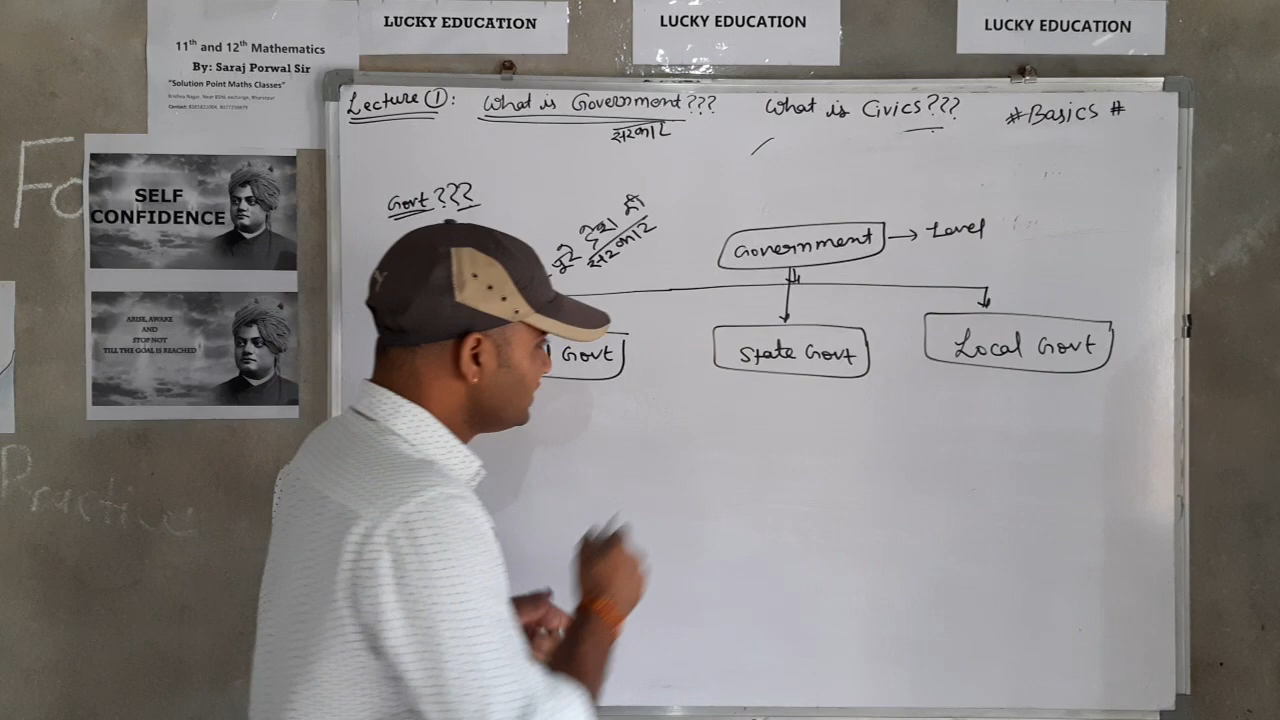 LUCKY EDUCATION
LUCKY EDUCATION
LUCKY EDUCATION
11th and 12th Mathematics
By: Saraj Porwal Sir
"Solution Point Maths Classes"
Lecture ①: What is Government??? What is Civics??? #Basics #
सरकार
SELF
CONFIDENCE
ARISE, AWAKE
AND
STOP NOT
TILL THE GOAL IS REACHED
Govt???
पूरे देश की
सरकार
Government → Level
Govt
State Govt
Local Govt
Practice